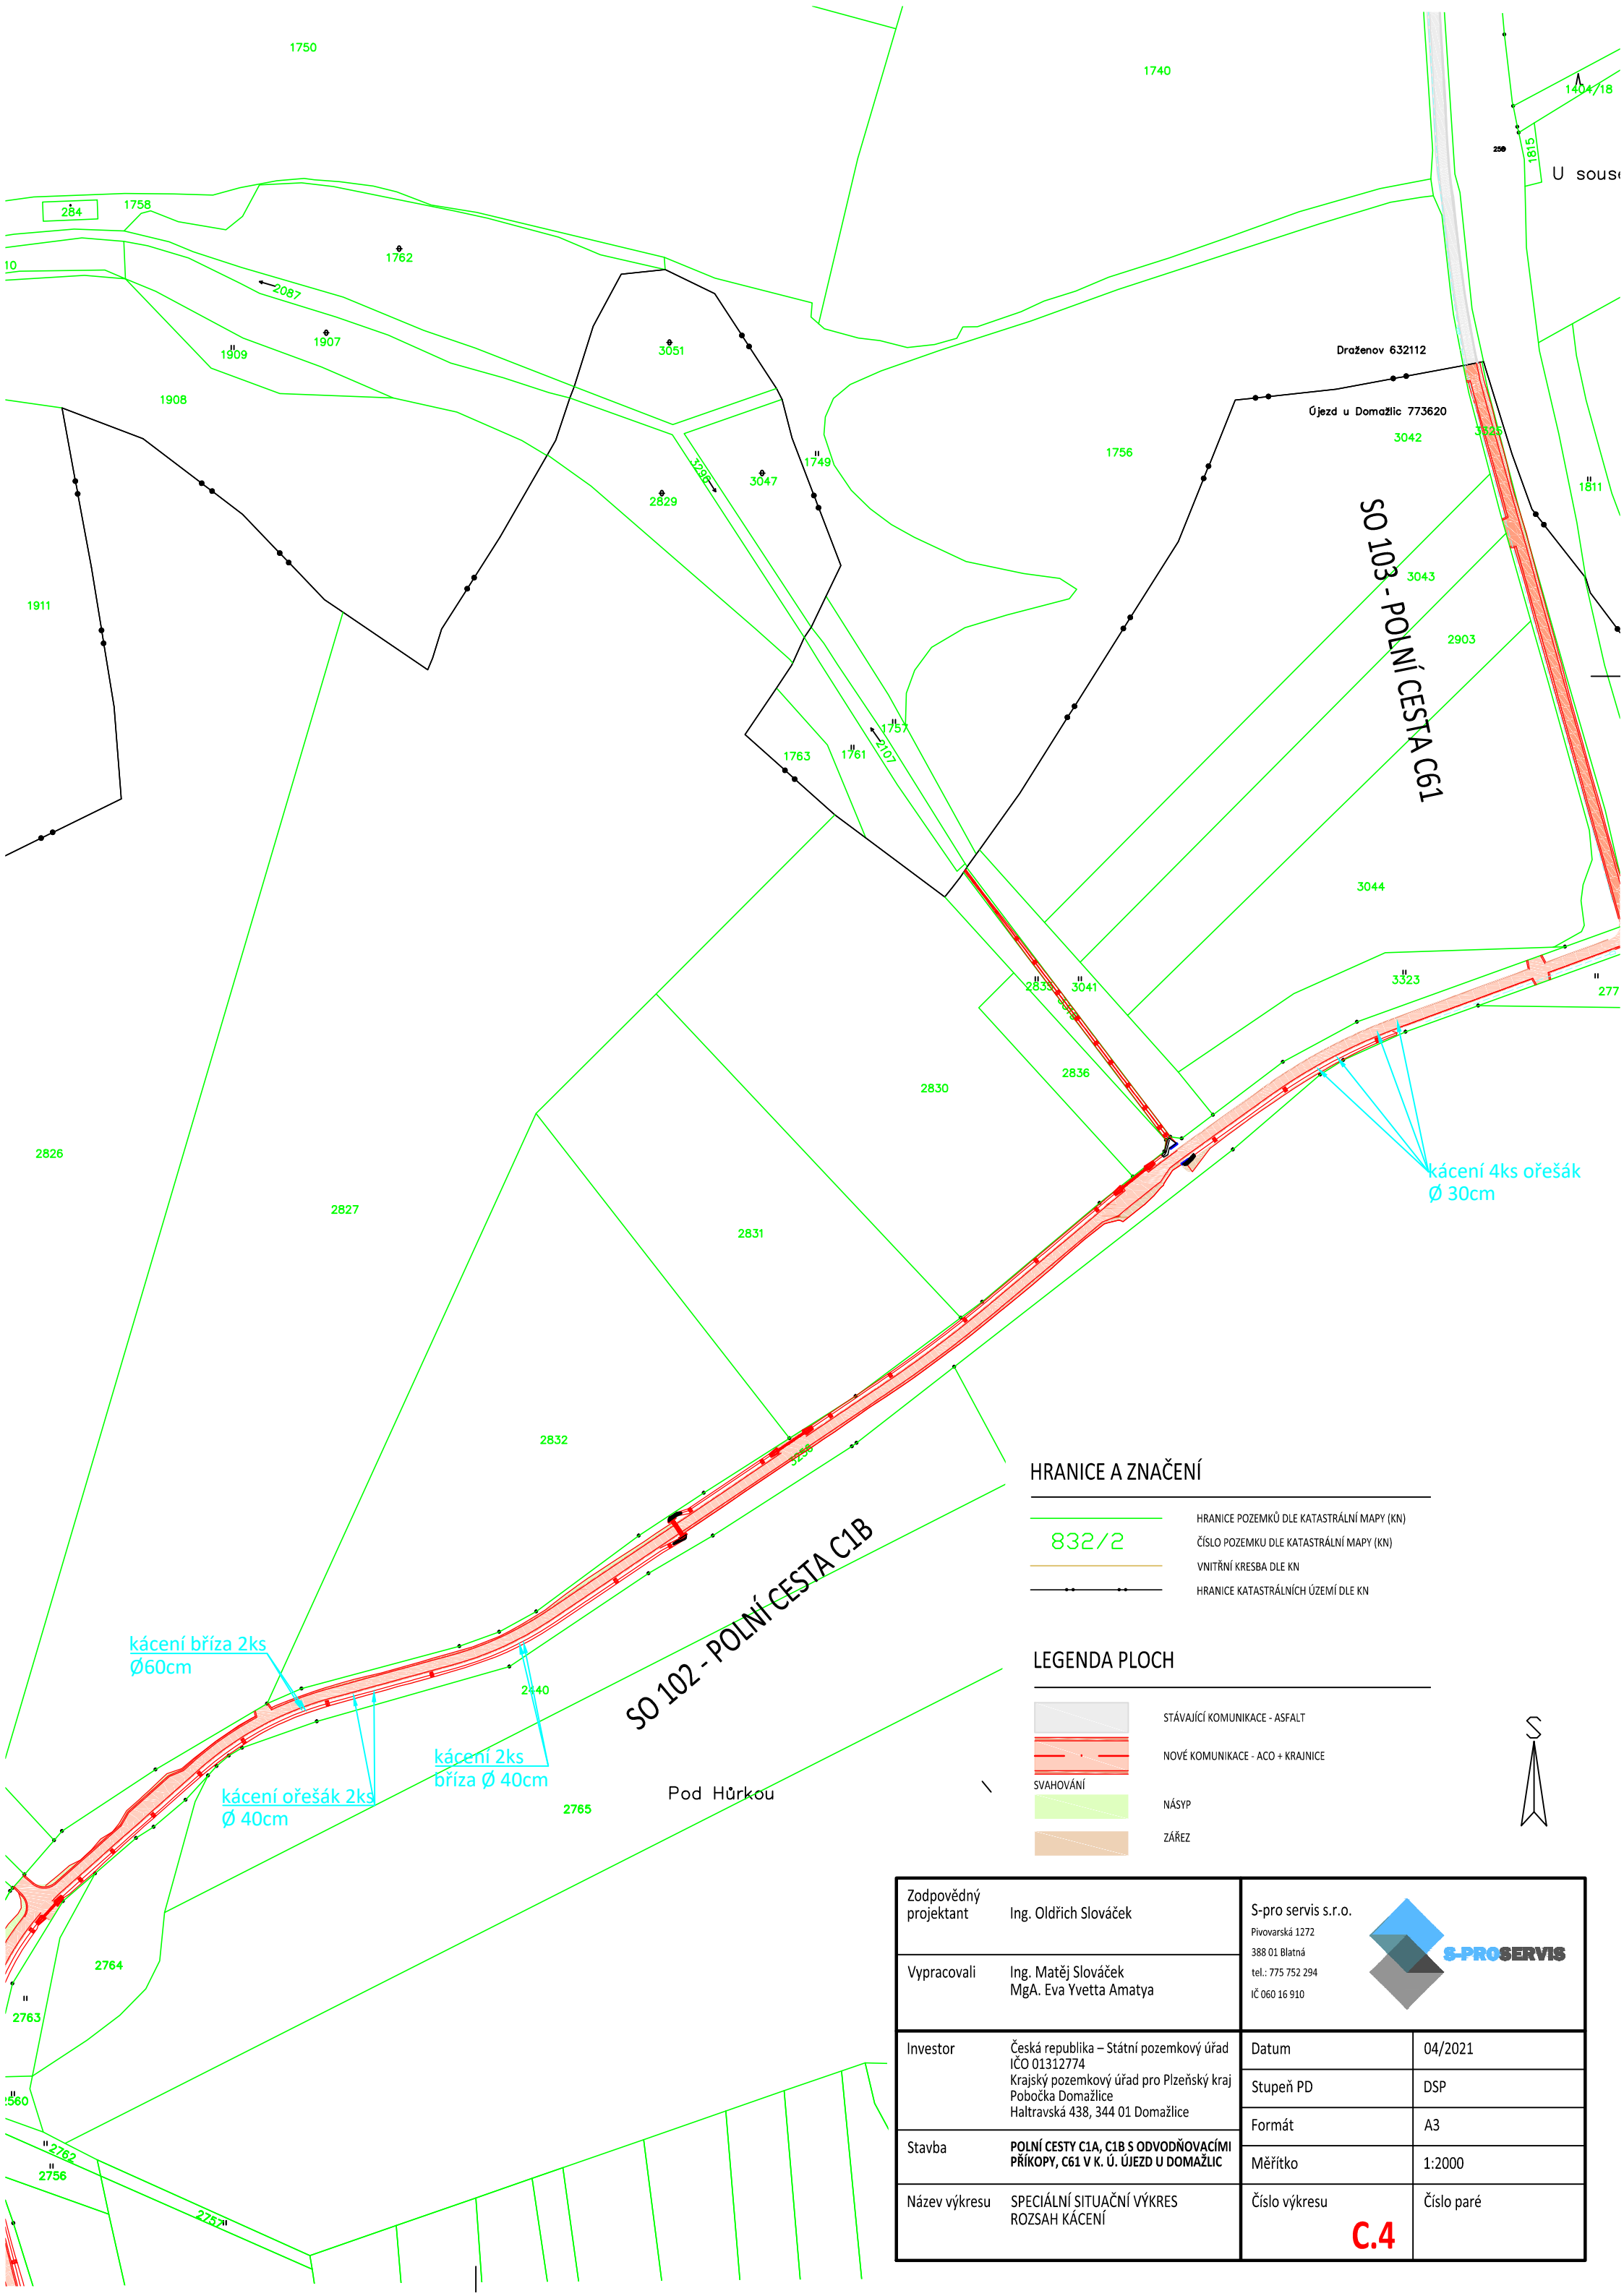 1750
1740
1404/18
1815
U sous
284
1758
10
1762
2087
1907
1909
1908
3051
Draženov 632112
Újezd u Domažlic 773620
3042
1749
1756
3047
3296
2829
1811
SO 103 - POLNÍ CESTA C61
3043
1911
2903
1757
1761
2107
1763
3044
3323
277
2835
3041
2836
2830
2826
kácení 4ks ořešák
Ø 30cm
2827
2831
2832
SO 102 - POLNÍ CESTA C1B
kácení bříza 2ks
Ø60cm
2440
kácení 2ks
bříza Ø 40cm
kácení ořešák 2ks
Ø 40cm
Pod Hůrkou
2765
2764
2763
2560
2762
2756
2757
HRANICE A ZNAČENÍ
HRANICE POZEMKŮ DLE KATASTRÁLNÍ MAPY (KN)
832/2 ČÍSLO POZEMKU DLE KATASTRÁLNÍ MAPY (KN)
VNITŘNÍ KRESBA DLE KN
HRANICE KATASTRÁLNÍCH ÚZEMÍ DLE KN
LEGENDA PLOCH
STÁVAJÍCÍ KOMUNIKACE - ASFALT
NOVÉ KOMUNIKACE - ACO + KRAJNICE
SVAHOVÁNÍ
NÁSYP
ZÁŘEZ
S
Zodpovědný
projektant Ing. Oldřich Slováček
Vypracovali Ing. Matěj Slováček
MgA. Eva Yvetta Amatya
S-pro servis s.r.o.
Pivovarská 1272
388 01 Blatná
tel.: 775 752 294
IČ 060 16 910
S-PROSERVIS
Investor Česká republika – Státní pozemkový úřad
IČO 01312774
Krajský pozemkový úřad pro Plzeňský kraj
Pobočka Domažlice
Haltravská 438, 344 01 Domažlice
Stavba POLNÍ CESTY C1A, C1B S ODVODŇOVACÍMI
PŘÍKOPY, C61 V K. Ú. ÚJEZD U DOMAŽLIC
Název výkresu SPECIÁLNÍ SITUAČNÍ VÝKRES
ROZSAH KÁCENÍ
Datum 04/2021
Stupeň PD DSP
Formát A3
Měřítko 1:2000
Číslo výkresu Číslo paré
C.4